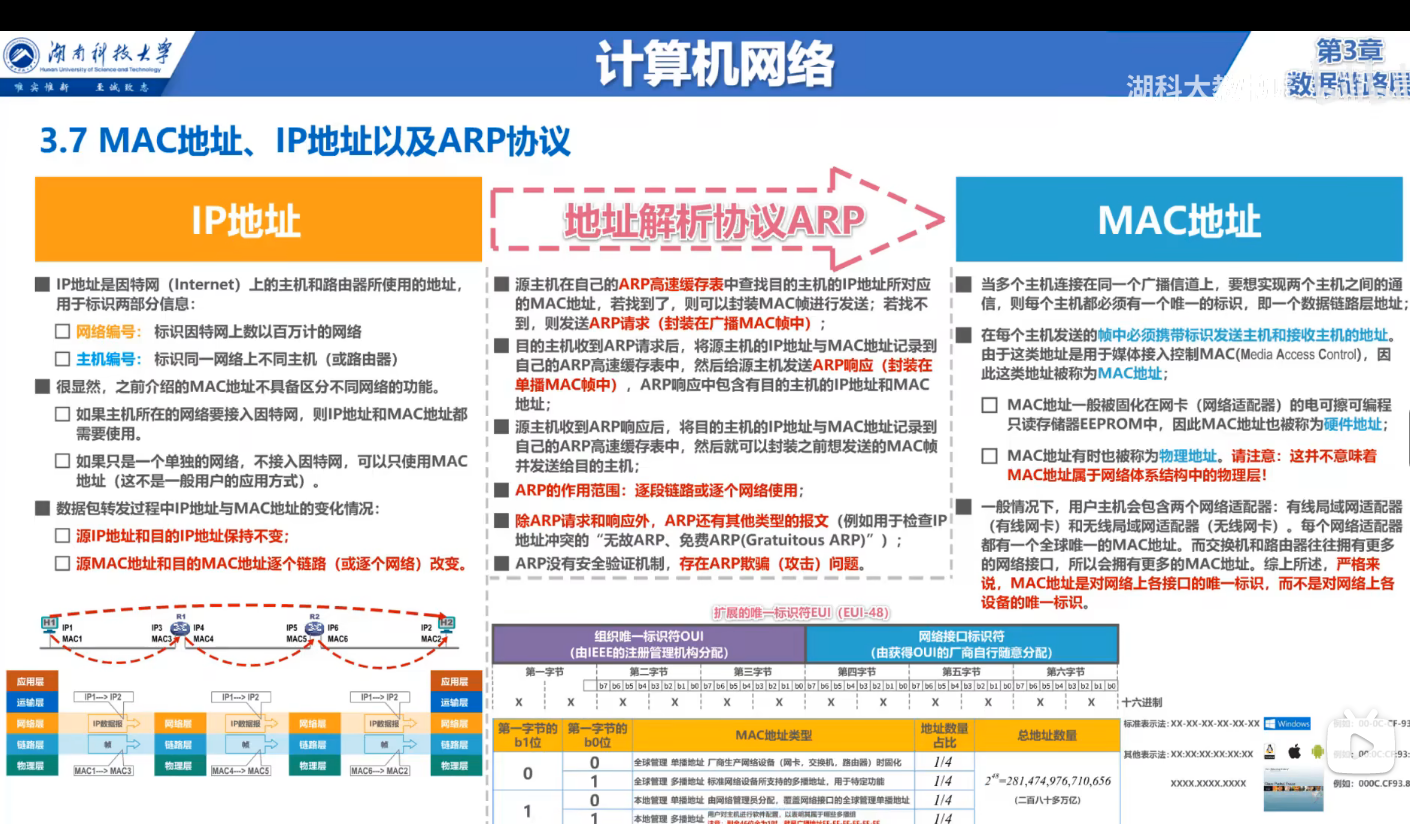 湖南科技大学
Hunan University of Science and Technology
唯实惟新 至诚致志
计算机网络
第3章
湖科大
3.7 MAC地址、IP地址以及ARP协议
IP地址
■ IP地址是因特网（Internet）上的主机和路由器所使用的地址，
用于标识两部分信息：
□ 网络编号： 标识因特网上数以百万计的网络
□ 主机编号： 标识同一网络上不同主机（或路由器）
■ 很显然，之前介绍的MAC地址不具备区分不同网络的功能。
□ 如果主机所在的网络要接入因特网，则IP地址和MAC地址都
需要使用。
□ 如果只是一个单独的网络，不接入因特网，可以只使用MAC
地址（这不是一般用户的应用方式）。
■ 数据包转发过程中IP地址与MAC地址的变化情况：
□ 源IP地址和目的IP地址保持不变；
□ 源MAC地址和目的MAC地址逐个链路（或逐个网络）改变。
H1 IP1 MAC1
R1 IP3 IP4 MAC3 MAC4
R2 IP5 IP6 MAC5 MAC6
H2 IP2 MAC2
应用层 应用层
运输层 IP1---> IP2 IP1---> IP2 IP1---> IP2 运输层
网络层 IP数据报 网络层 IP数据报 网络层 IP数据报 网络层
链路层 帧 链路层 帧 链路层 帧 链路层
物理层 MAC1---> MAC3 物理层 MAC4---> MAC5 物理层 MAC6---> MAC2 物理层
地址解析协议ARP
■ 源主机在自己的ARP高速缓存表中查找目的主机的IP地址所对应
的MAC地址，若找到了，则可以封装MAC帧进行发送；若找不
到，则发送ARP请求（封装在广播MAC帧中）；
■ 目的主机收到ARP请求后，将源主机的IP地址与MAC地址记录到
自己的ARP高速缓存表中，然后给源主机发送ARP响应（封装在
单播MAC帧中），ARP响应中包含有目的主机的IP地址和MAC
地址；
■ 源主机收到ARP响应后，将目的主机的IP地址与MAC地址记录到
自己的ARP高速缓存表中，然后就可以封装之前想发送的MAC帧
并发送给目的主机；
■ ARP的作用范围：逐段链路或逐个网络使用；
■ 除ARP请求和响应外，ARP还有其他类型的报文（例如用于检查IP
地址冲突的“无故ARP、免费ARP(Gratuitous ARP)”）；
■ ARP没有安全验证机制，存在ARP欺骗（攻击）问题。
MAC地址
■ 当多个主机连接在同一个广播信道上，要想实现两个主机之间的通
信，则每个主机都必须有一个唯一的标识，即一个数据链路层地址；
■ 在每个主机发送的帧中必须携带标识发送主机和接收主机的地址。
由于这类地址是用于媒体接入控制MAC(Media Access Control)，因
此这类地址被称为MAC地址；
□ MAC地址一般被固化在网卡（网络适配器）的电可擦可编程
只读存储器EEPROM中，因此MAC地址也被称为硬件地址；
□ MAC地址有时也被称为物理地址。请注意：这并不意味着
MAC地址属于网络体系结构中的物理层！
■ 一般情况下，用户主机会包含两个网络适配器：有线局域网适配器
（有线网卡）和无线局域网适配器（无线网卡）。每个网络适配器
都有一个全球唯一的MAC地址。而交换机和路由器往往拥有更多
的网络接口，所以会拥有更多的MAC地址。综上所述，严格来
说，MAC地址是对网络上各接口的唯一标识，而不是对网络上各
设备的唯一标识。
扩展的唯一标识符EUI（EUI-48）
组织唯一标识符OUI 网络接口标识符
(由IEEE的注册管理机构分配) (由获得OUI的厂商自行随意分配)
第一字节 第二字节 第三字节 第四字节 第五字节 第六字节
b7 b6 b5 b4 b3 b2 b1 b0 b7 b6 b5 b4 b3 b2 b1 b0 b7 b6 b5 b4 b3 b2 b1 b0 b7 b6 b5 b4 b3 b2 b1 b0 b7 b6 b5 b4 b3 b2 b1 b0
X X X X X X X X X X X X 十六进制
第一字节的b1位 第一字节的b0位 MAC地址类型 地址数量占比 总地址数量
0 0 全球管理 单播地址 厂商生产网络设备（网卡，交换机，路由器）时固化 1/4
1 全球管理 多播地址 标准网络设备所支持的多播地址，用于特定功能 1/4
2^48=281,474,976,710,656
(二百八十多万亿)
1 0 本地管理 单播地址 由网络管理员分配，覆盖网络接口的全球管理单播地址 1/4
1 本地管理 多播地址 用户对主机进行软件配置，以表明其属于哪些多播组 1/4
标准表示法：XX-XX-XX-XX-XX-XX Windows
其他表示法：XX:XX:XX:XX:XX:XX
XXXX.XXXX.XXXX 例如：000C.CF93.8